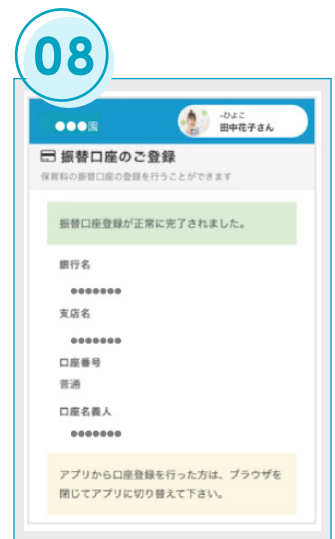 08
●●●園
-ひよこ
田中花子さん
振替口座のご登録
保育料の振替口座の登録を行うことができます
振替口座登録が正常に完了されました。
銀行名
●●●●●●●
支店名
●●●●●●●
口座番号
普通
口座名義人
●●●●●●●
アプリから口座登録を行った方は、ブラウザを
閉じてアプリに切り替えて下さい。